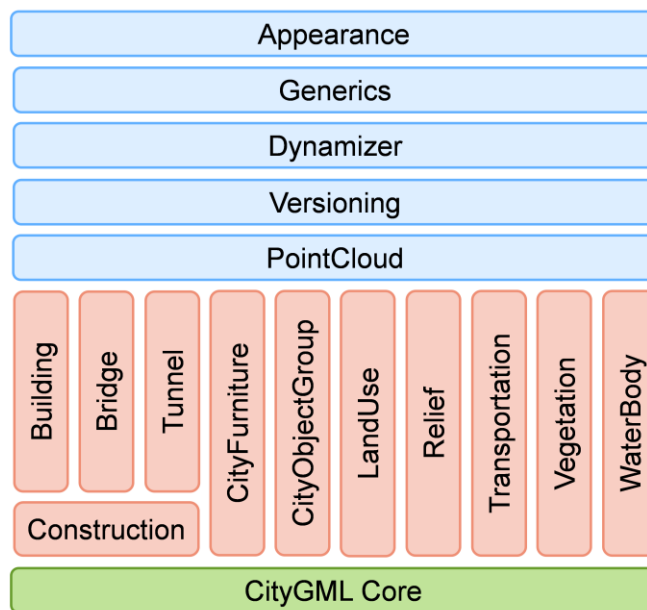 Appearance
Generics
Dynamizer
Versioning
PointCloud
Building
Bridge
Tunnel
CityFurniture
CityObjectGroup
LandUse
Relief
Transportation
Vegetation
WaterBody
Construction
CityGML Core